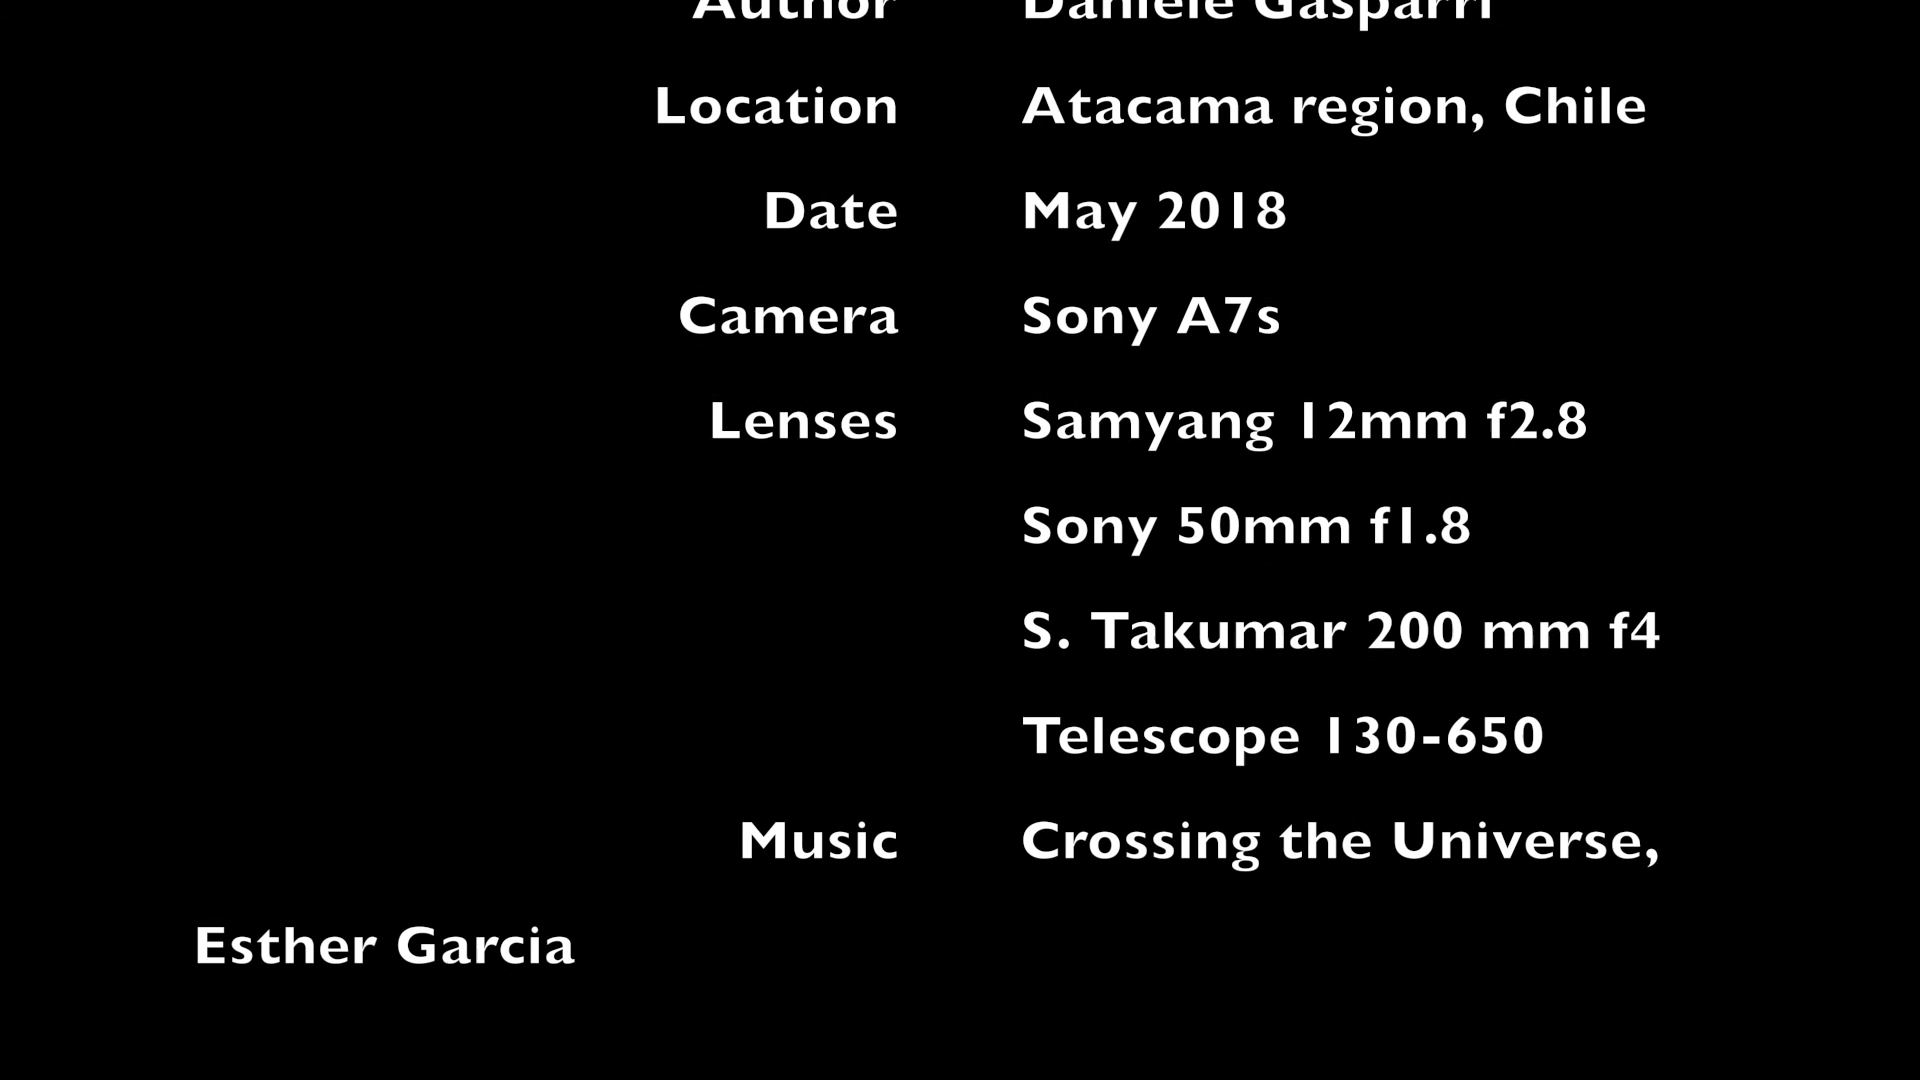 Author Daniele Gasparri
Location Atacama region, Chile
Date May 2018
Camera Sony A7s
Lenses Samyang 12mm f2.8
Sony 50mm f1.8
S. Takumar 200 mm f4
Telescope 130-650
Music Crossing the Universe,
Esther Garcia